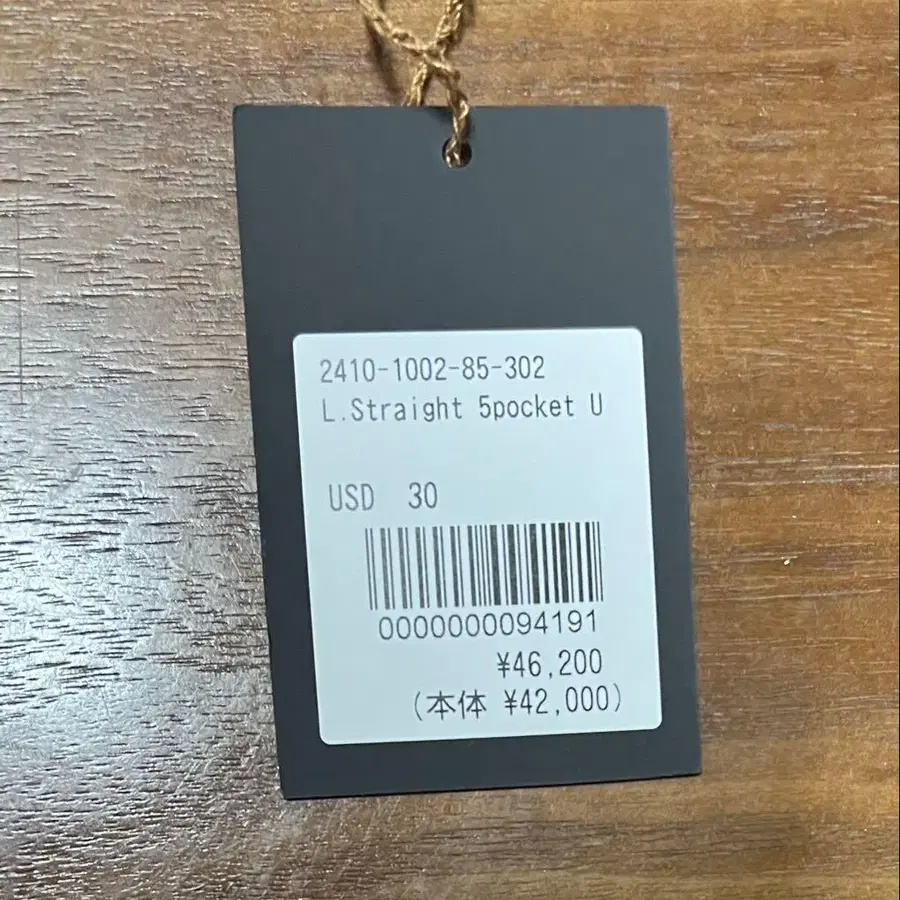 2410-1002-85-302
L.Straight 5pocket U
USD 30
0000000094191
¥46,200
(本体 ¥42,000)